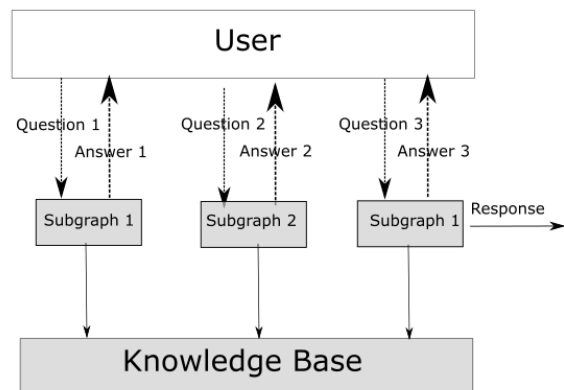 User
Question 1
Answer 1
Question 2
Answer 2
Question 3
Answer 3
Subgraph 1
Subgraph 2
Subgraph 1
Response
Knowledge Base